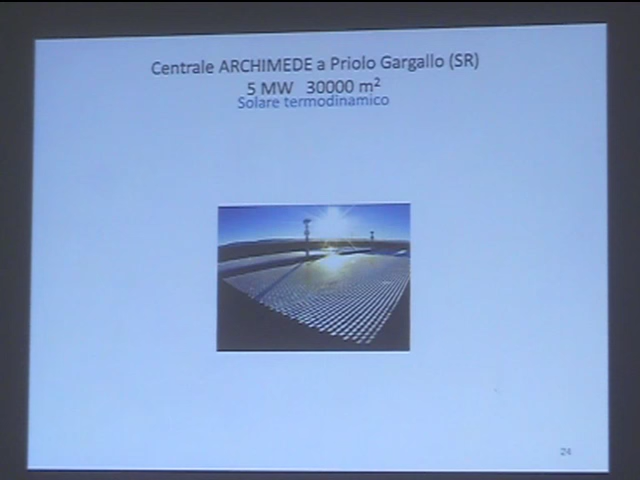 Centrale ARCHIMEDE a Priolo Gargallo (SR)
5 MW 30000 m²
Solare termodinamico
24